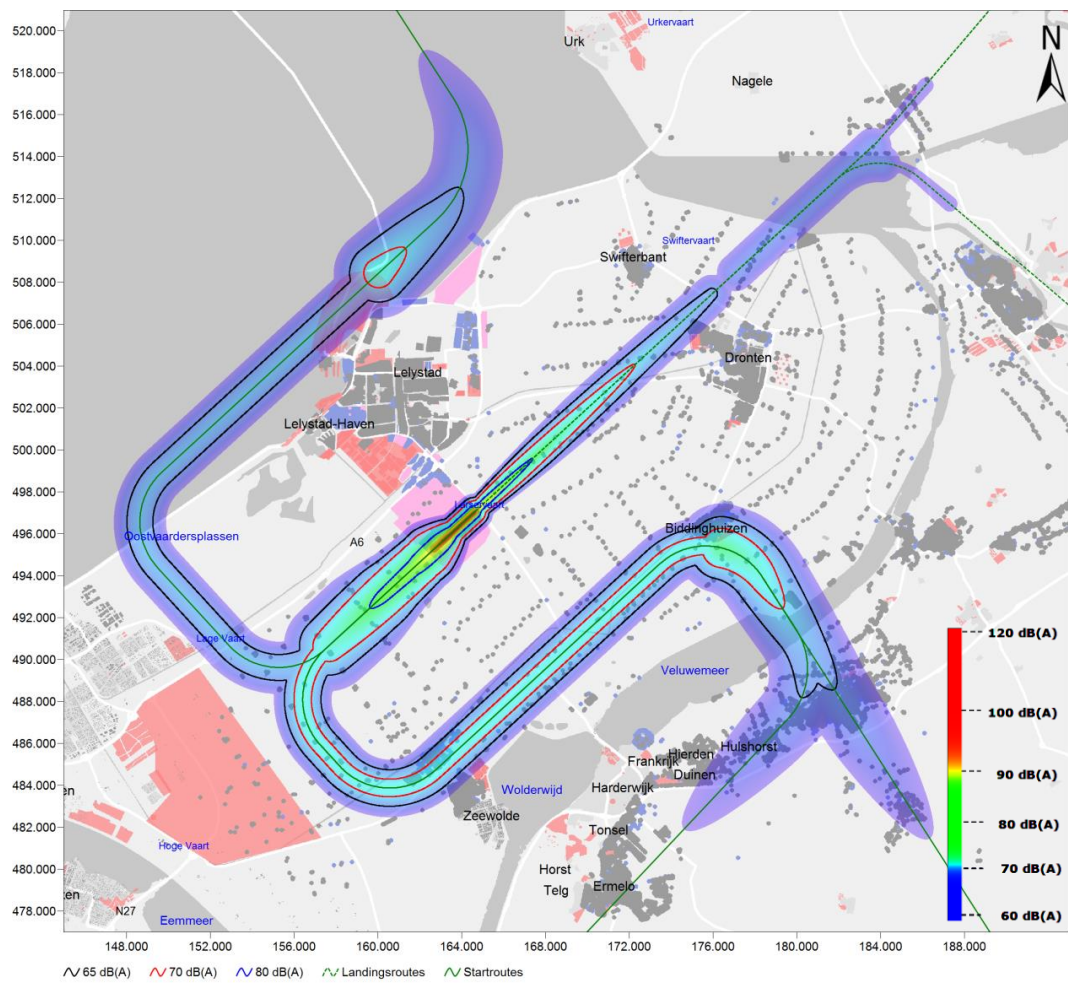 520.000
518.000
516.000
514.000
512.000
510.000
508.000
506.000
504.000
502.000
500.000
498.000
496.000
494.000
492.000
490.000
488.000
486.000
484.000
482.000
480.000
478.000
Urk
Urkervaart
Nagele
N
Swiftervaart
Swifterbant
Lelystad
Dronten
Lelystad-Haven
Larservaart
Oostvaardersplassen
A6
Biddinghuizen
Lage Vaart
Veluwemeer
Hulshorst
Hierden
Frankrijk
Duinen
Harderwijk
Wolderwijd
Zeewolde
Tonsel
Hoge Vaart
Horst
Telg
Ermelo
N27
Eemmeer
en
ten
120 dB(A)
100 dB(A)
90 dB(A)
80 dB(A)
70 dB(A)
60 dB(A)
148.000 152.000 156.000 160.000 164.000 168.000 172.000 176.000 180.000 184.000 188.000
65 dB(A) 70 dB(A) 80 dB(A) Landingsroutes Startroutes